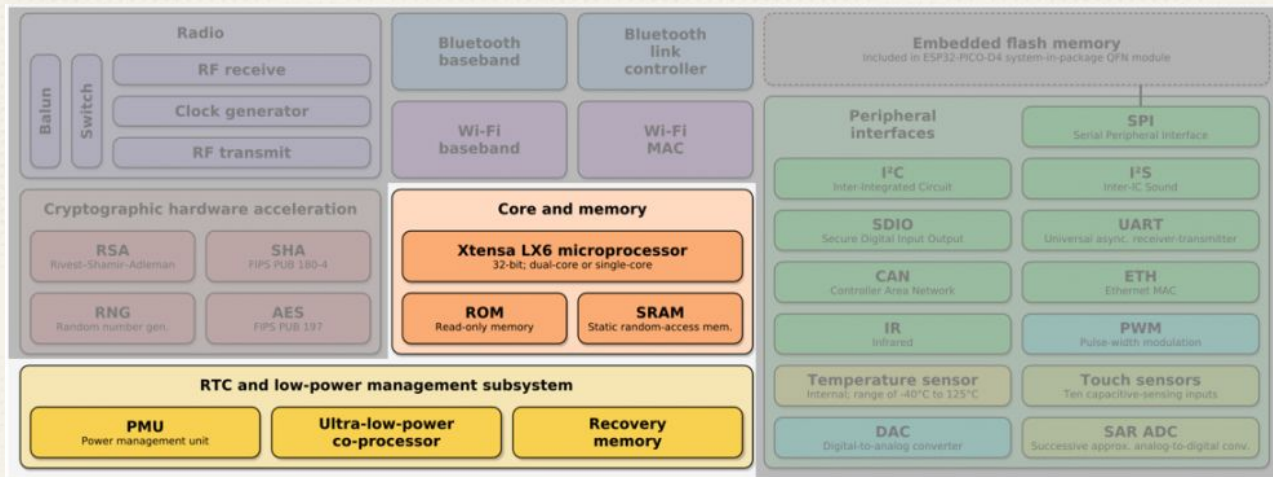 Radio
Balun
Switch
RF receive
Clock generator
RF transmit
Bluetooth
baseband
Bluetooth
link
controller
Wi-Fi
baseband
Wi-Fi
MAC
Embedded flash memory
Included in ESP32-PICO-D4 system-in-package QFN module
Peripheral
interfaces
SPI
Serial Peripheral Interface
I²C
Inter-Integrated Circuit
I²S
Inter-IC Sound
SDIO
Secure Digital Input Output
UART
Universal async. receiver-transmitter
CAN
Controller Area Network
ETH
Ethernet MAC
IR
Infrared
PWM
Pulse-width modulation
Temperature sensor
Internal; range of -40°C to 125°C
Touch sensors
Ten capacitive-sensing inputs
DAC
Digital-to-analog converter
SAR ADC
Successive approx. analog-to-digital conv.
Cryptographic hardware acceleration
RSA
Rivest–Shamir–Adleman
SHA
FIPS PUB 180-4
RNG
Random number gen.
AES
FIPS PUB 197
Core and memory
Xtensa LX6 microprocessor
32-bit; dual-core or single-core
ROM
Read-only memory
SRAM
Static random-access mem.
RTC and low-power management subsystem
PMU
Power management unit
Ultra-low-power
co-processor
Recovery
memory